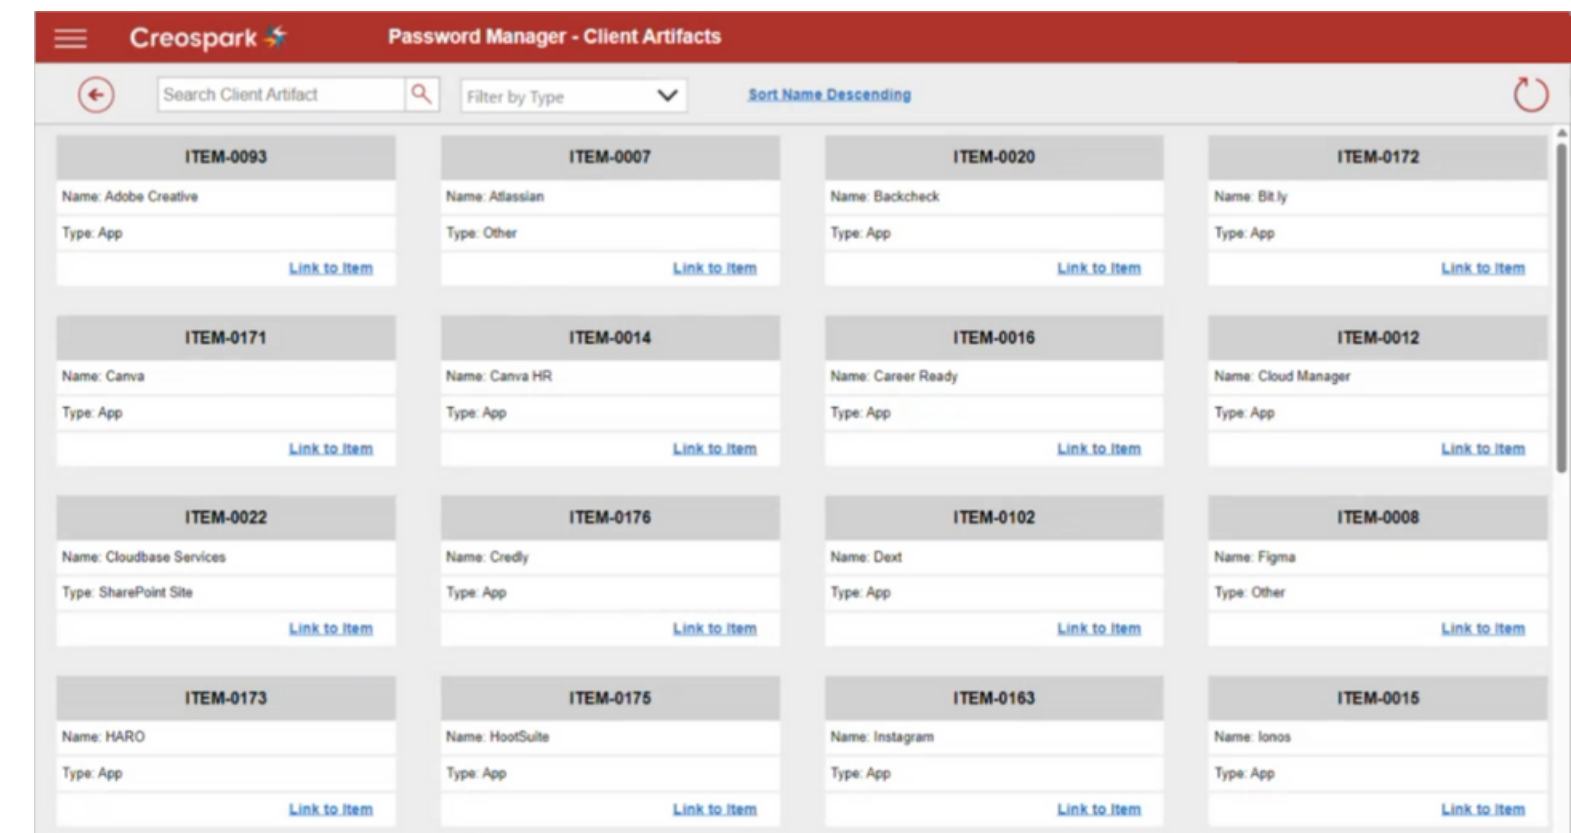 Creospark Password Manager - Client Artifacts
Search Client Artifact Filter by Type Sort Name Descending
ITEM-0093 ITEM-0007 ITEM-0020 ITEM-0172
Name: Adobe Creative Name: Atlassian Name: Backcheck Name: Bit.ly
Type: App Type: Other Type: App Type: App
Link to Item Link to Item Link to Item Link to Item
ITEM-0171 ITEM-0014 ITEM-0016 ITEM-0012
Name: Canva Name: Canva HR Name: Career Ready Name: Cloud Manager
Type: App Type: App Type: App Type: App
Link to Item Link to Item Link to Item Link to Item
ITEM-0022 ITEM-0176 ITEM-0102 ITEM-0008
Name: Cloudbase Services Name: Credly Name: Dext Name: Figma
Type: SharePoint Site Type: App Type: App Type: Other
Link to Item Link to Item Link to Item Link to Item
ITEM-0173 ITEM-0175 ITEM-0163 ITEM-0015
Name: HARO Name: HootSuite Name: Instagram Name: Ionos
Type: App Type: App Type: App Type: App
Link to Item Link to Item Link to Item Link to Item